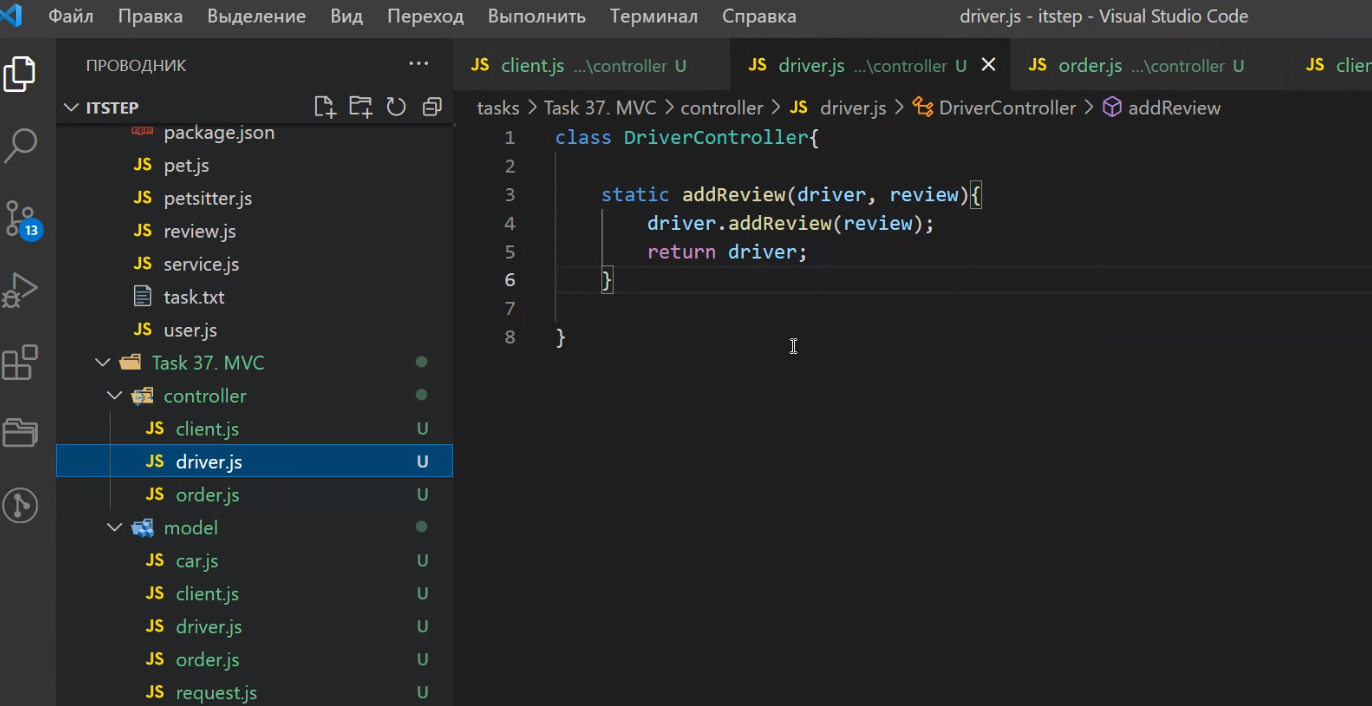 Файл Правка Выделение Вид Переход Выполнить Терминал Справка driver.js - itstep - Visual Studio Code
ПРОВОДНИК ...
ITSTEP
package.json
JS pet.js
JS petsitter.js
JS review.js
JS service.js
task.txt
JS user.js
Task 37. MVC
controller
JS client.js U
JS driver.js U
JS order.js U
model
JS car.js U
JS client.js U
JS driver.js U
JS order.js U
JS request.js U
13
JS client.js ...\controller U JS driver.js ...\controller U JS order.js ...\controller U JS
tasks > Task 37. MVC > controller > JS driver.js > DriverController > addReview
1 class DriverController{
2
3 static addReview(driver, review){
4 driver.addReview(review);
5 return driver;
6 }
7
8 }